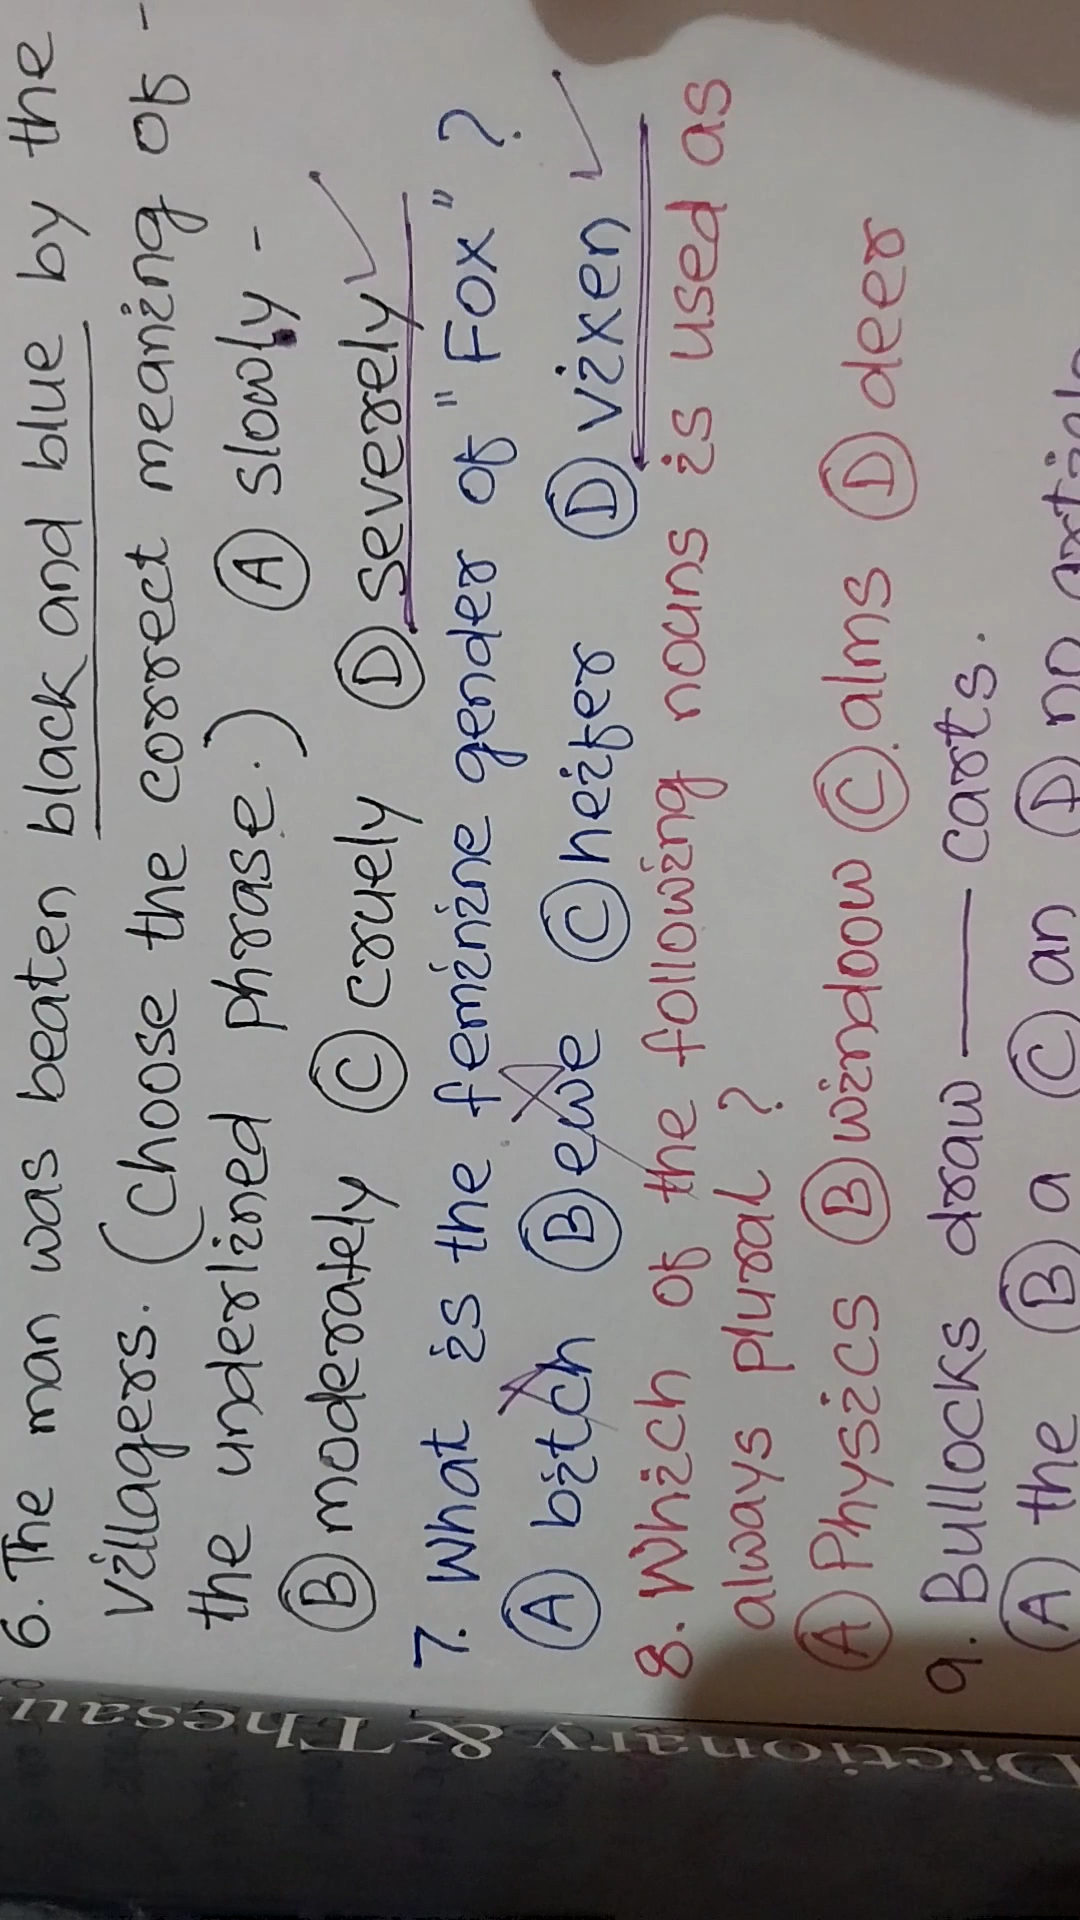 6. The man was beaten black and blue by the
villagers. (Choose the correct meaning of -
the underlined phrase.) (A) slowly -
(B) moderately (C) cruely (D) severely
7. What is the feminine gender of "Fox" ?
(A) bitch (B) ewe (C) heifer (D) vixen
8. Which of the following nouns is used as
always plural ?
(A) Physics (B) windoow (C) alms (D) deer
9. Bullocks draw —— carts.
(A) the (B) a (C) an (D) no
Dictionary & Thesau